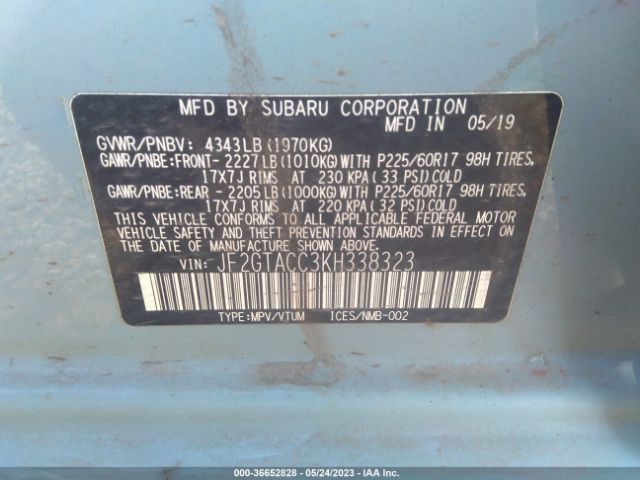 MFD BY SUBARU CORPORATION
MFD IN 05/19
GVWR/PNBV: 4343LB(1970KG)
GAWR/PNBE:FRONT- 2227LB(1010KG)WITH P225/60R17 98H TIRES,
17X7J RIMS AT 230 KPA(33 PSI)COLD
GAWR/PNBE:REAR - 2205LB(1000KG)WITH P225/60R17 98H TIRES,
17X7J RIMS AT 220 KPA(32 PSI)COLD
THIS VEHICLE CONFORMS TO ALL APPLICABLE FEDERAL MOTOR
VEHICLE SAFETY AND THEFT PREVENTION STANDARDS IN EFFECT
ON THE DATE OF MANUFACTURE SHOWN ABOVE.
VIN: JF2GTACC3KH338323
TYPE:MPV/VTUM ICES/NMB-002
000-36652828 - 05/24/2023 - IAA Inc.